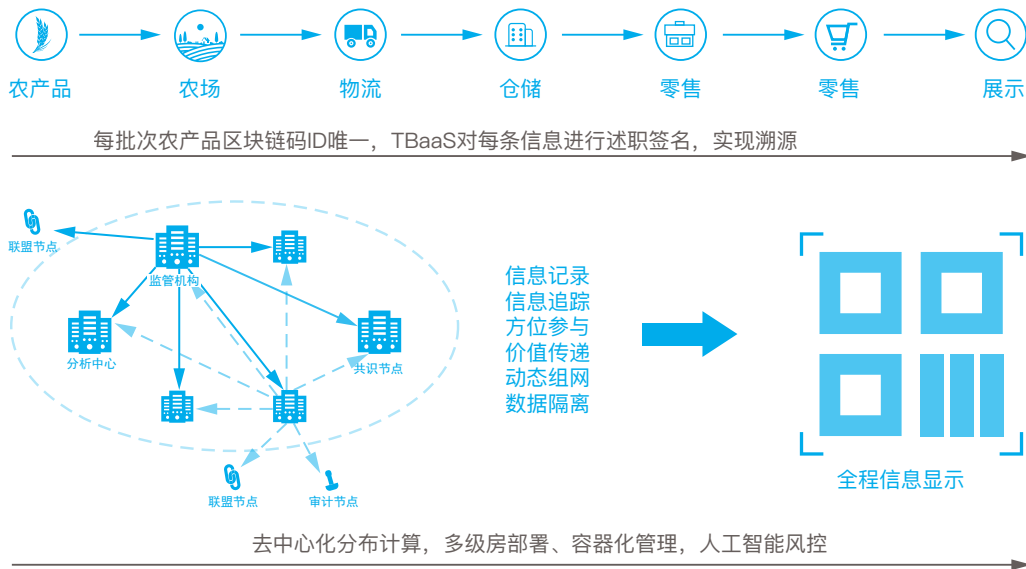 农产品 农场 物流 仓储 零售 零售 展示
每批次农产品区块链码ID唯一，TBaaS对每条信息进行述职签名，实现溯源
联盟节点
监管机构
分析中心
共识节点
联盟节点 审计节点
信息记录
信息追踪
方位参与
价值传递
动态组网
数据隔离
全程信息显示
去中心化分布计算，多级房部署、容器化管理，人工智能风控